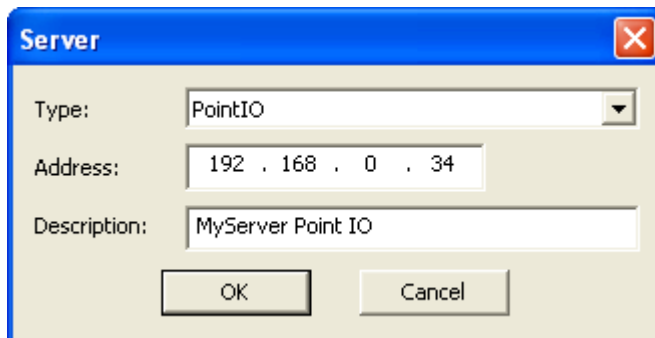 Server
Type: PointIO
Address: 192 . 168 . 0 . 34
Description: MyServer Point IO
OK Cancel